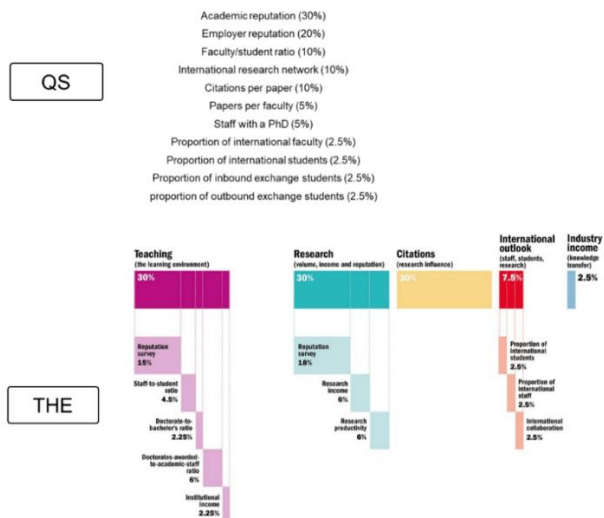 QS
Academic reputation (30%)
Employer reputation (20%)
Faculty/student ratio (10%)
International research network (10%)
Citations per paper (10%)
Papers per faculty (5%)
Staff with a PhD (5%)
Proportion of international faculty (2.5%)
Proportion of international students (2.5%)
Proportion of inbound exchange students (2.5%)
proportion of outbound exchange students (2.5%)
THE
Teaching
(the learning environment)
30%
Reputation
survey
15%
Staff-to-student
ratio
4.5%
Doctorate-to-
bachelor's ratio
2.25%
Doctorates-awarded-
to-academic-staff
ratio
6%
Institutional
income
2.25%
Research
(volume, income and reputation)
30%
Reputation
survey
18%
Research
income
6%
Research
productivity
6%
Citations
(research influence)
30%
International
outlook
(staff, students,
research)
7.5%
Proportion of
international
students
2.5%
Proportion of
international
staff
2.5%
International
collaboration
2.5%
Industry
income
(knowledge
transfer)
2.5%